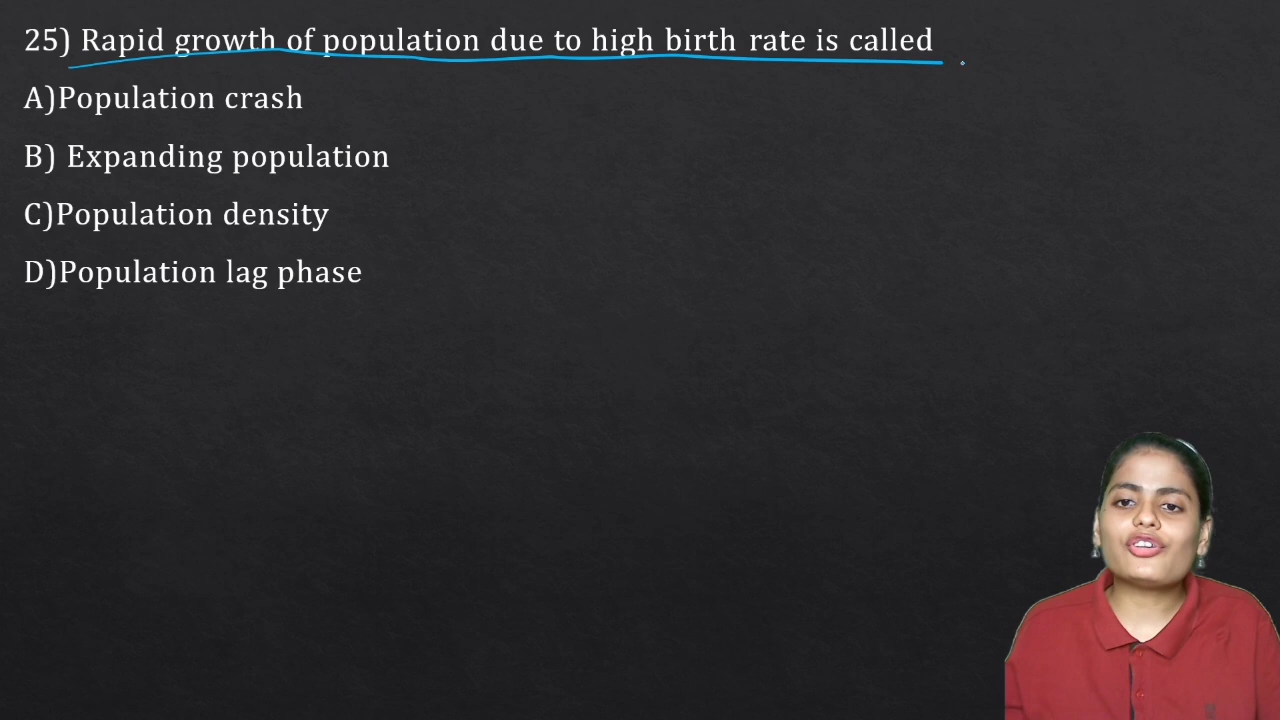 25) Rapid growth of population due to high birth rate is called
A)Population crash
B) Expanding population
C)Population density
D)Population lag phase